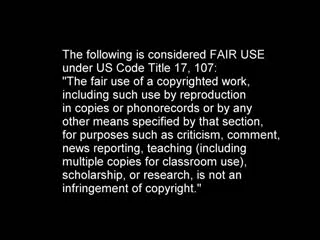 The following is considered FAIR USE
under US Code Title 17, 107:
"The fair use of a copyrighted work,
including such use by reproduction
in copies or phonorecords or by any
other means specified by that section,
for purposes such as criticism, comment,
news reporting, teaching (including
multiple copies for classroom use),
scholarship, or research, is not an
infringement of copyright."